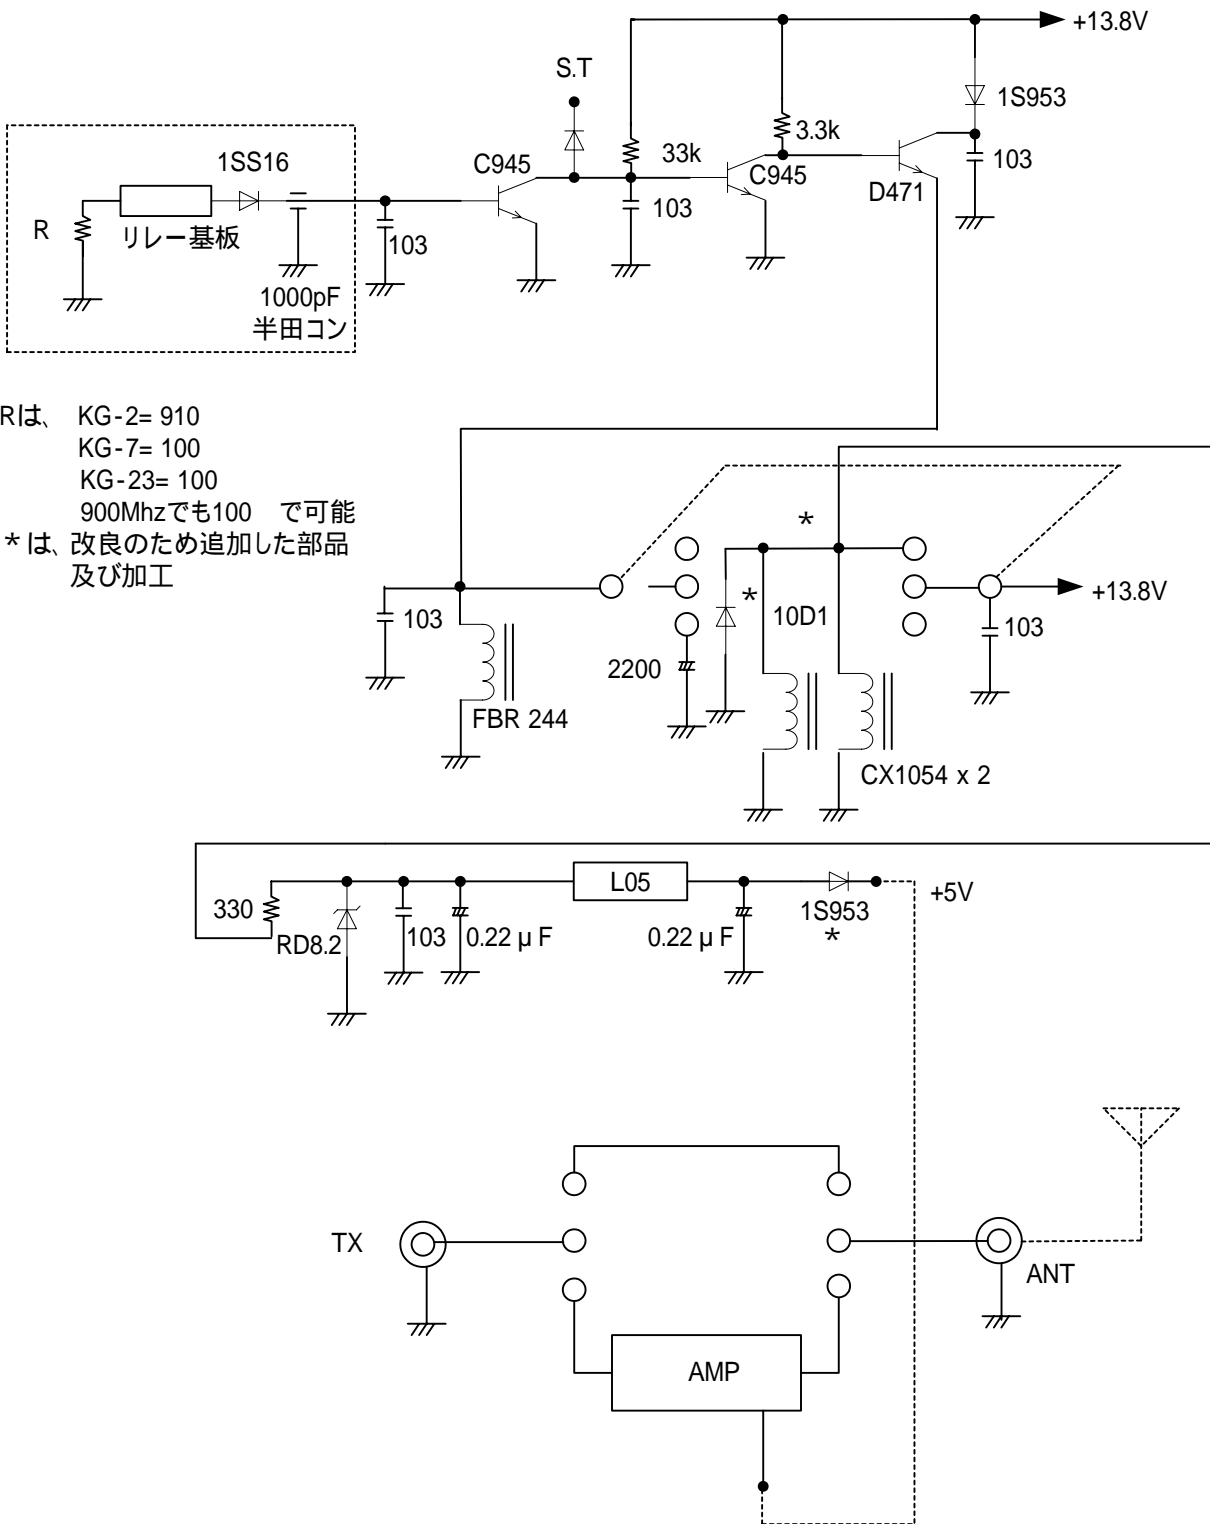 +13.8V
S.T
1S953
3.3k
33k
1SS16
C945
C945
103
D471
103
R
リレー基板
103
1000pF
半田コン
Rは、 KG-2= 910
KG-7= 100
KG-23= 100
900Mhzでも100 で可能
*は、改良のため追加した部品
及び加工
*
*
+13.8V
103
10D1
103
2200
FBR 244
CX1054 x 2
L05
+5V
330
1S953
RD8.2
103
0.22 μ F
0.22 μ F
*
TX
ANT
AMP